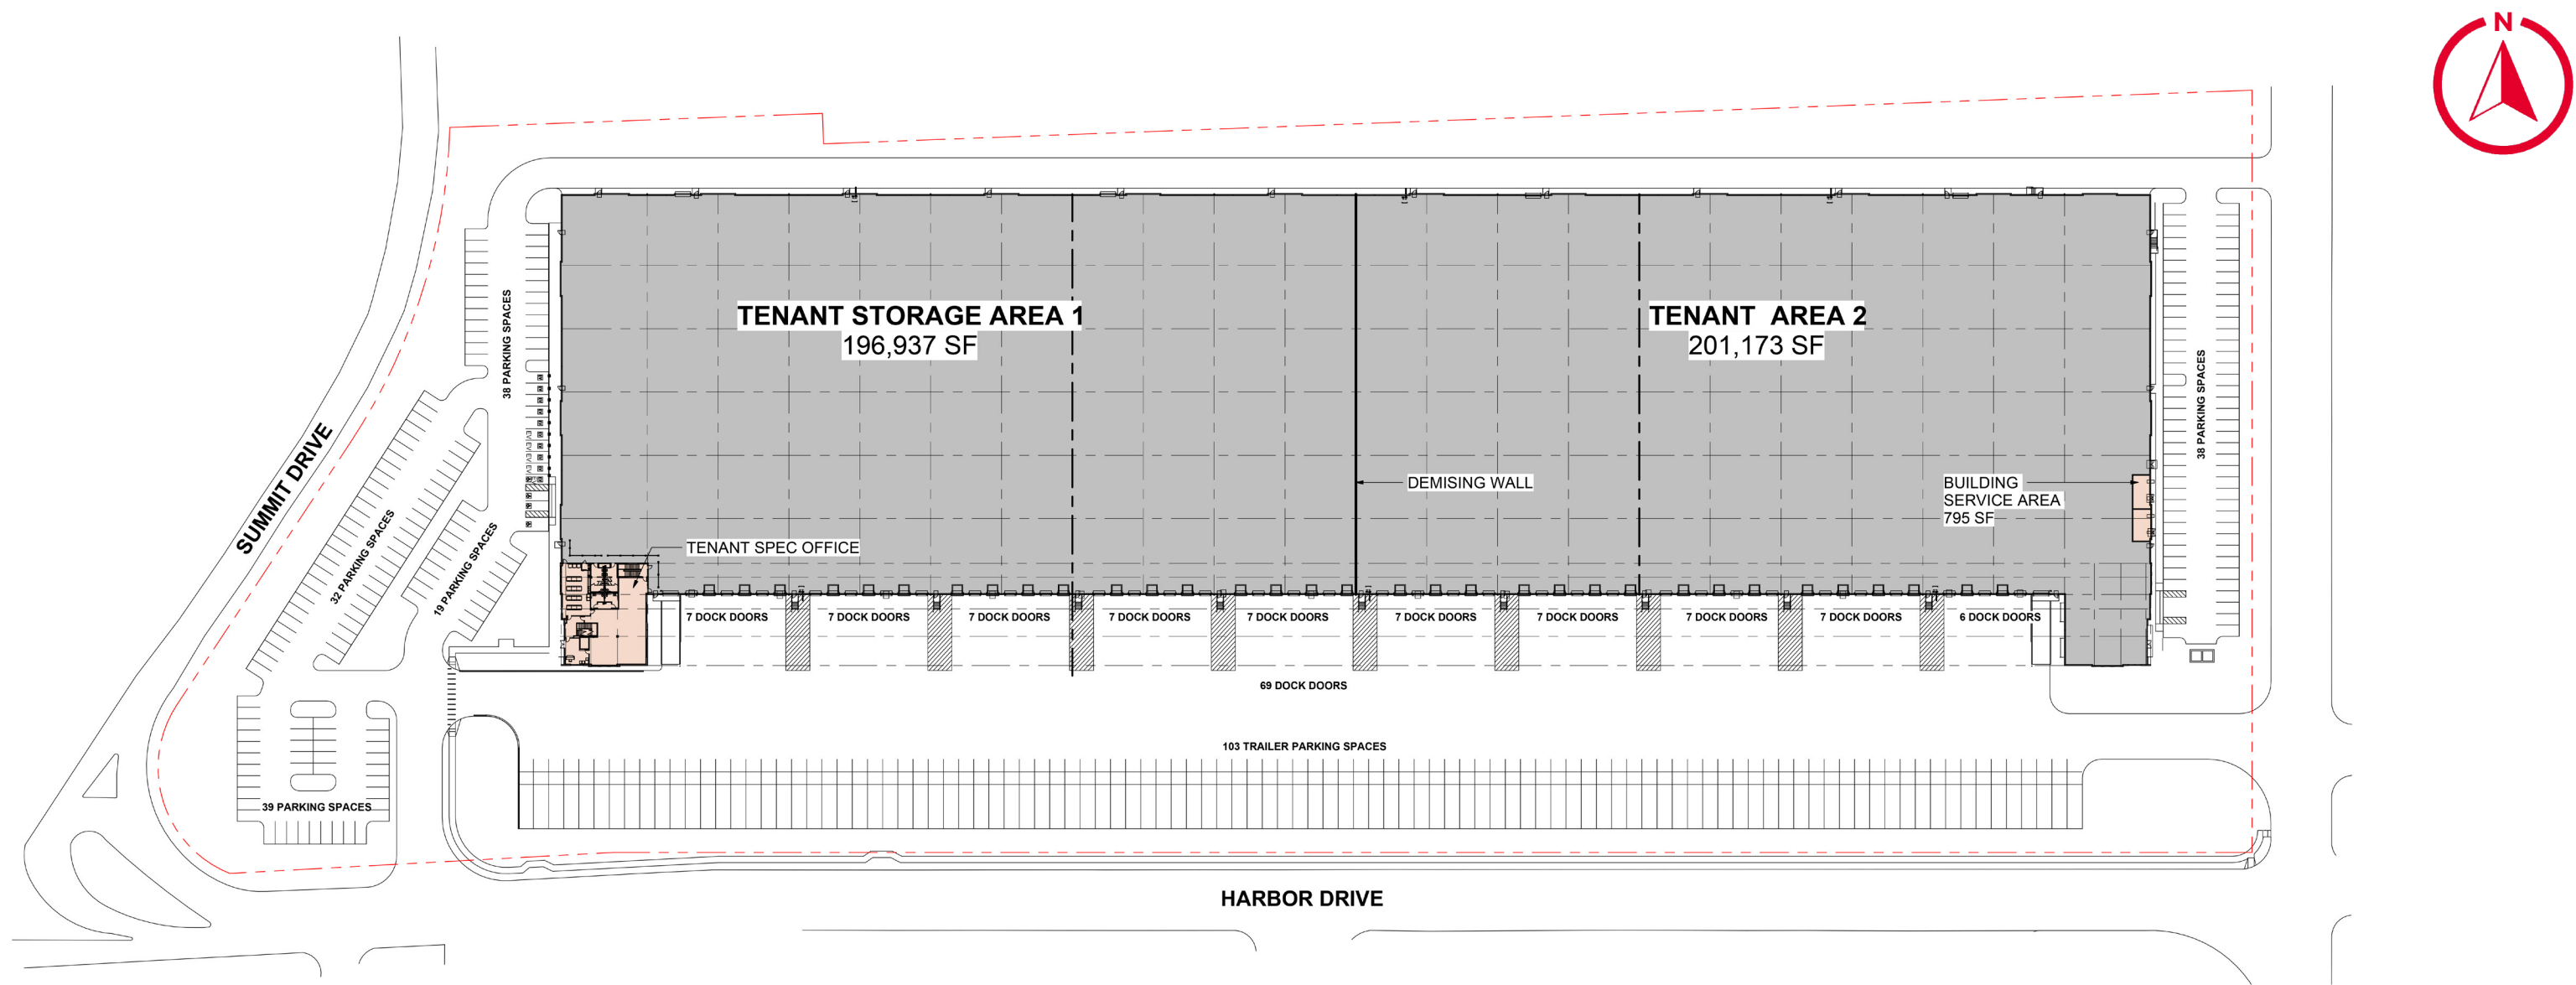 N
TENANT STORAGE AREA 1
196,937 SF
TENANT AREA 2
201,173 SF
38 PARKING SPACES
38 PARKING SPACES
SUMMIT DRIVE
32 PARKING SPACES
19 PARKING SPACES
EV
EV
EV
EV
DEMISING WALL
BUILDING
SERVICE AREA
795 SF
TENANT SPEC OFFICE
7 DOCK DOORS
7 DOCK DOORS
7 DOCK DOORS
7 DOCK DOORS
7 DOCK DOORS
7 DOCK DOORS
7 DOCK DOORS
7 DOCK DOORS
7 DOCK DOORS
6 DOCK DOORS
69 DOCK DOORS
103 TRAILER PARKING SPACES
39 PARKING SPACES
HARBOR DRIVE